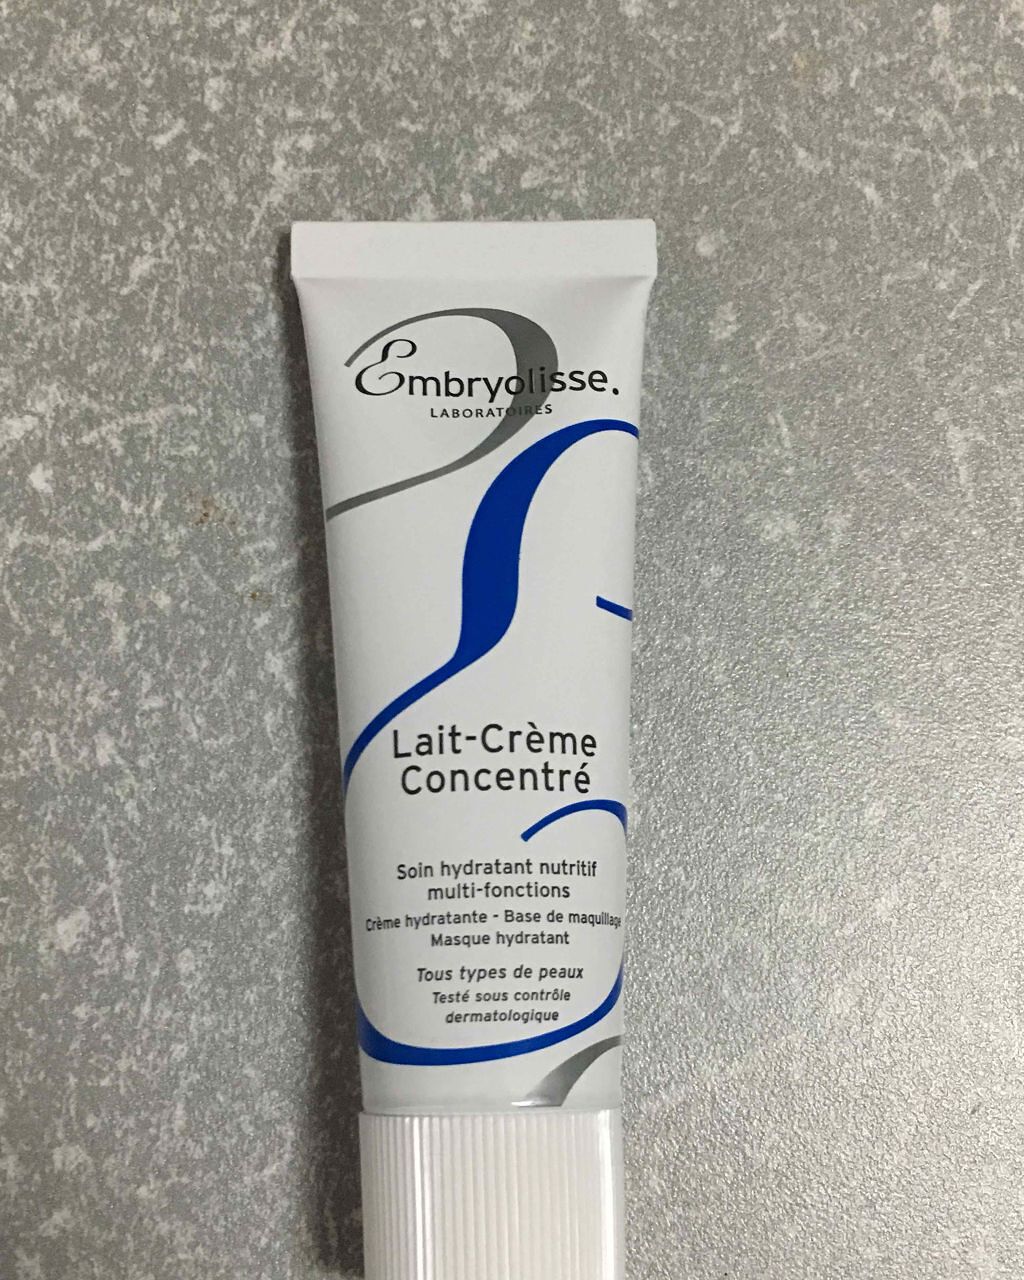 Embryolisse.
LABORATOIRES
Lait-Crème
Concentré
Soin hydratant nutritif
multi-fonctions
Crème hydratante - Base de maquillage
Masque hydratant
Tous types de peaux
Testé sous contrôle
dermatologique